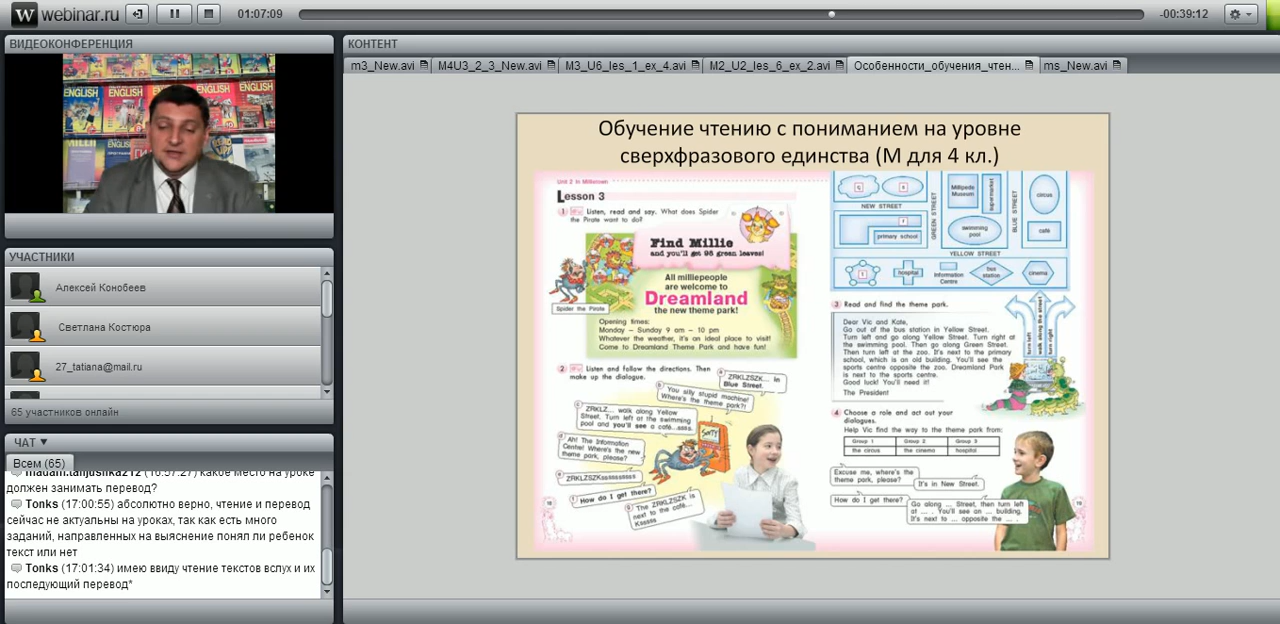 webinar.ru
01:07:09
-00:39:12
ВИДЕОКОНФЕРЕНЦИЯ
ENGLISH
ENGLISH
ENGLISH
MILLIE
УЧАСТНИКИ
Алексей Конобеев
Светлана Костюра
27_tatiana@mail.ru
65 участников онлайн
ЧАТ
Всем (65)
(16:57:27) какое место на уроке
должен занимать перевод?
Tonks (17:00:55) абсолютно верно! чтение и перевод
сейчас не актуальны на уроках, так как есть много
заданий, направленных на выяснение понял ли ребенок
текст или нет
Tonks (17:01:34) имею ввиду чтение текстов вслух и их
последующий перевод*
КОНТЕНТ
m3_New.avi
M4U3_2_3_New.avi
M3_U6_les_1_ex_4.avi
M2_U2_les_6_ex_2.avi
Особенности_обучения_чтен...
ms_New.avi
Обучение чтению с пониманием на уровне
сверхфразового единства (М для 4 кл.)
Unit 2 In Milletown
Lesson 3
1 Listen, read and say. What does Spider
the Pirate want to do?
Find Millie
and you'll get 98 green leaves!
All milliepeople
are welcome to
Dreamland
the new theme park!
Spider the Pirate
Opening times:
Monday – Sunday 9 am – 10 pm
Whatever the weather, it's an ideal place to visit!
Come to Dreamland Theme Park and have fun!
2 Listen and follow the directions. Then
make up the dialogue.
a ZRKLZSZK... in
Blue Street.
b You silly stupid machine!
Where's the theme park?!
c ZRKLZ... walk along Yellow
Street. Turn left at the swimming
pool and you'll see a café...ssss.
d Ah! The Information
Centre! Where's the new
theme park, please?
e ZRKLZSZKssssssssss
f How do I get there?
g The ZRKLZSZK is
next to the café...
Ksssss
18
NEW STREET
GREEN STREET
BLUE STREET
Millipede
Museum
supermarket
circus
primary school
swimming
pool
café
YELLOW STREET
hospital
Information
Centre
bus
station
cinema
3 Read and find the theme park.
Dear Vic and Kate,
Go out of the bus station in Yellow Street.
Turn left and go along Yellow Street. Turn right at
the swimming pool. Then go along Green Street.
Then turn left at the zoo. It's next to the primary
school, which is an old building. You'll see the
sports centre opposite the zoo. Dreamland Park
is next to the sports centre.
Good luck! You'll need it!
The President
turn left
walk along the street
turn right
4 Choose a role and act out your
dialogues.
Help Vic find the way to the theme park from:
Group 1 Group 2 Group 3
the circus the cinema hospital
Excuse me, where's the
theme park, please?
It's in New Street.
How do I get there?
Go along ... Street, then turn left
at ... . You'll see an ... building.
It's next to ... opposite the ... .
19